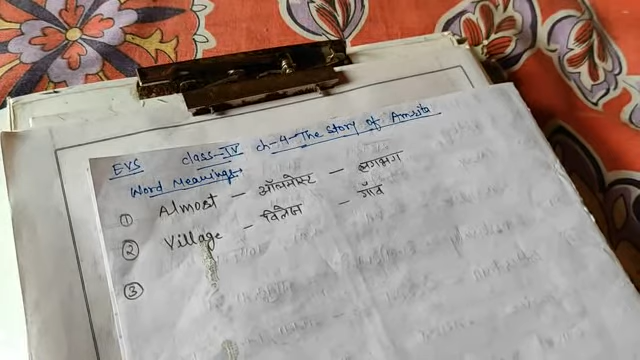 EVS class-IV ch-4-The story of Amrita
Word Meanings
① Almost - ऑलमोस्ट - लगभग
② Village - विलेज - गाँव
③